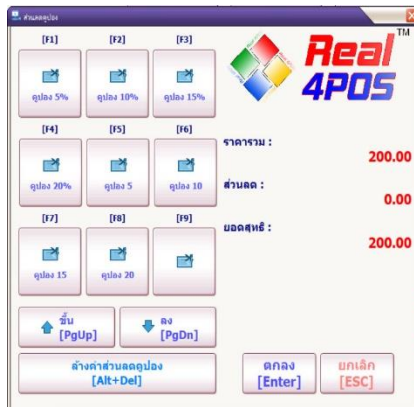 ส่วนลดคูปอง
[F1] [F2] [F3]
คูปอง 5% คูปอง 10% คูปอง 15%
Real TM
4POS
[F4] [F5] [F6]
คูปอง 20% คูปอง 5 คูปอง 10
ราคารวม :
200.00
ส่วนลด :
0.00
[F7] [F8] [F9]
คูปอง 15 คูปอง 20
ยอดสุทธิ :
200.00
ขึ้น
[PgUp]
ลง
[PgDn]
ล้างค่าส่วนลดคูปอง
[Alt+Del]
ตกลง
[Enter]
ยกเลิก
[ESC]